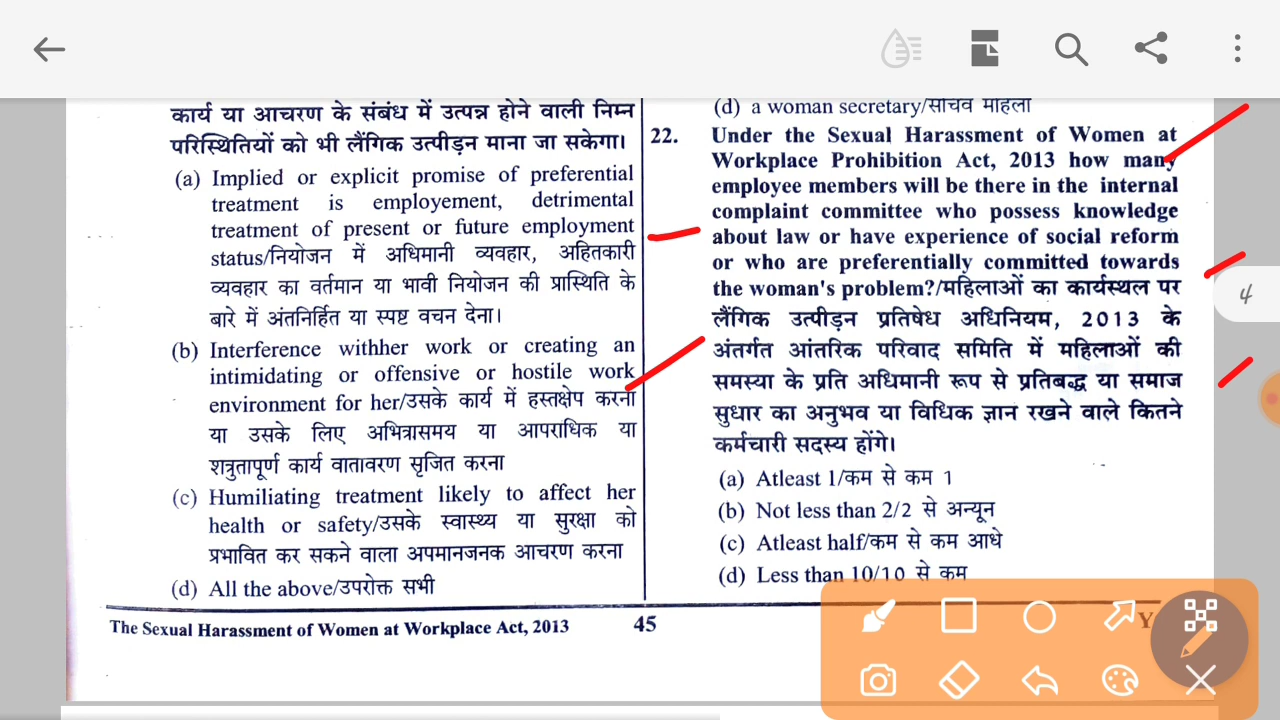 कार्य या आचरण के संबंध में उत्पन्न होने वाली निम्न
परिस्थितियों को भी लैंगिक उत्पीड़न माना जा सकेगा।
(a) Implied or explicit promise of preferential
treatment is employement, detrimental
treatment of present or future employment
status/नियोजन में अधिमानी व्यवहार, अहितकारी
व्यवहार का वर्तमान या भावी नियोजन की प्रास्थिति के
बारे में अंतनिर्हित या स्पष्ट वचन देना।
(b) Interference withher work or creating an
intimidating or offensive or hostile work
environment for her/उसके कार्य में हस्तक्षेप करना
या उसके लिए अभित्रासमय या आपराधिक या
शत्रुतापूर्ण कार्य वातावरण सृजित करना
(c) Humiliating treatment likely to affect her
health or safety/उसके स्वास्थ्य या सुरक्षा को
प्रभावित कर सकने वाला अपमानजनक आचरण करना
(d) All the above/उपरोक्त सभी
(d) a woman secretary/सचिव महिला
22. Under the Sexual Harassment of Women at
Workplace Prohibition Act, 2013 how many
employee members will be there in the internal
complaint committee who possess knowledge
about law or have experience of social reform
or who are preferentially committed towards
the woman's problem?/महिलाओं का कार्यस्थल पर
लैंगिक उत्पीड़न प्रतिषेध अधिनियम, 2013 के
अंतर्गत आंतरिक परिवाद समिति में महिलाओं की
समस्या के प्रति अधिमानी रूप से प्रतिबद्ध या समाज
सुधार का अनुभव या विधिक ज्ञान रखने वाले कितने
कर्मचारी सदस्य होंगे।
(a) Atleast 1/कम से कम 1
(b) Not less than 2/2 से अन्यून
(c) Atleast half/कम से कम आधे
(d) Less than 10/10 से कम
The Sexual Harassment of Women at Workplace Act, 2013 45
4